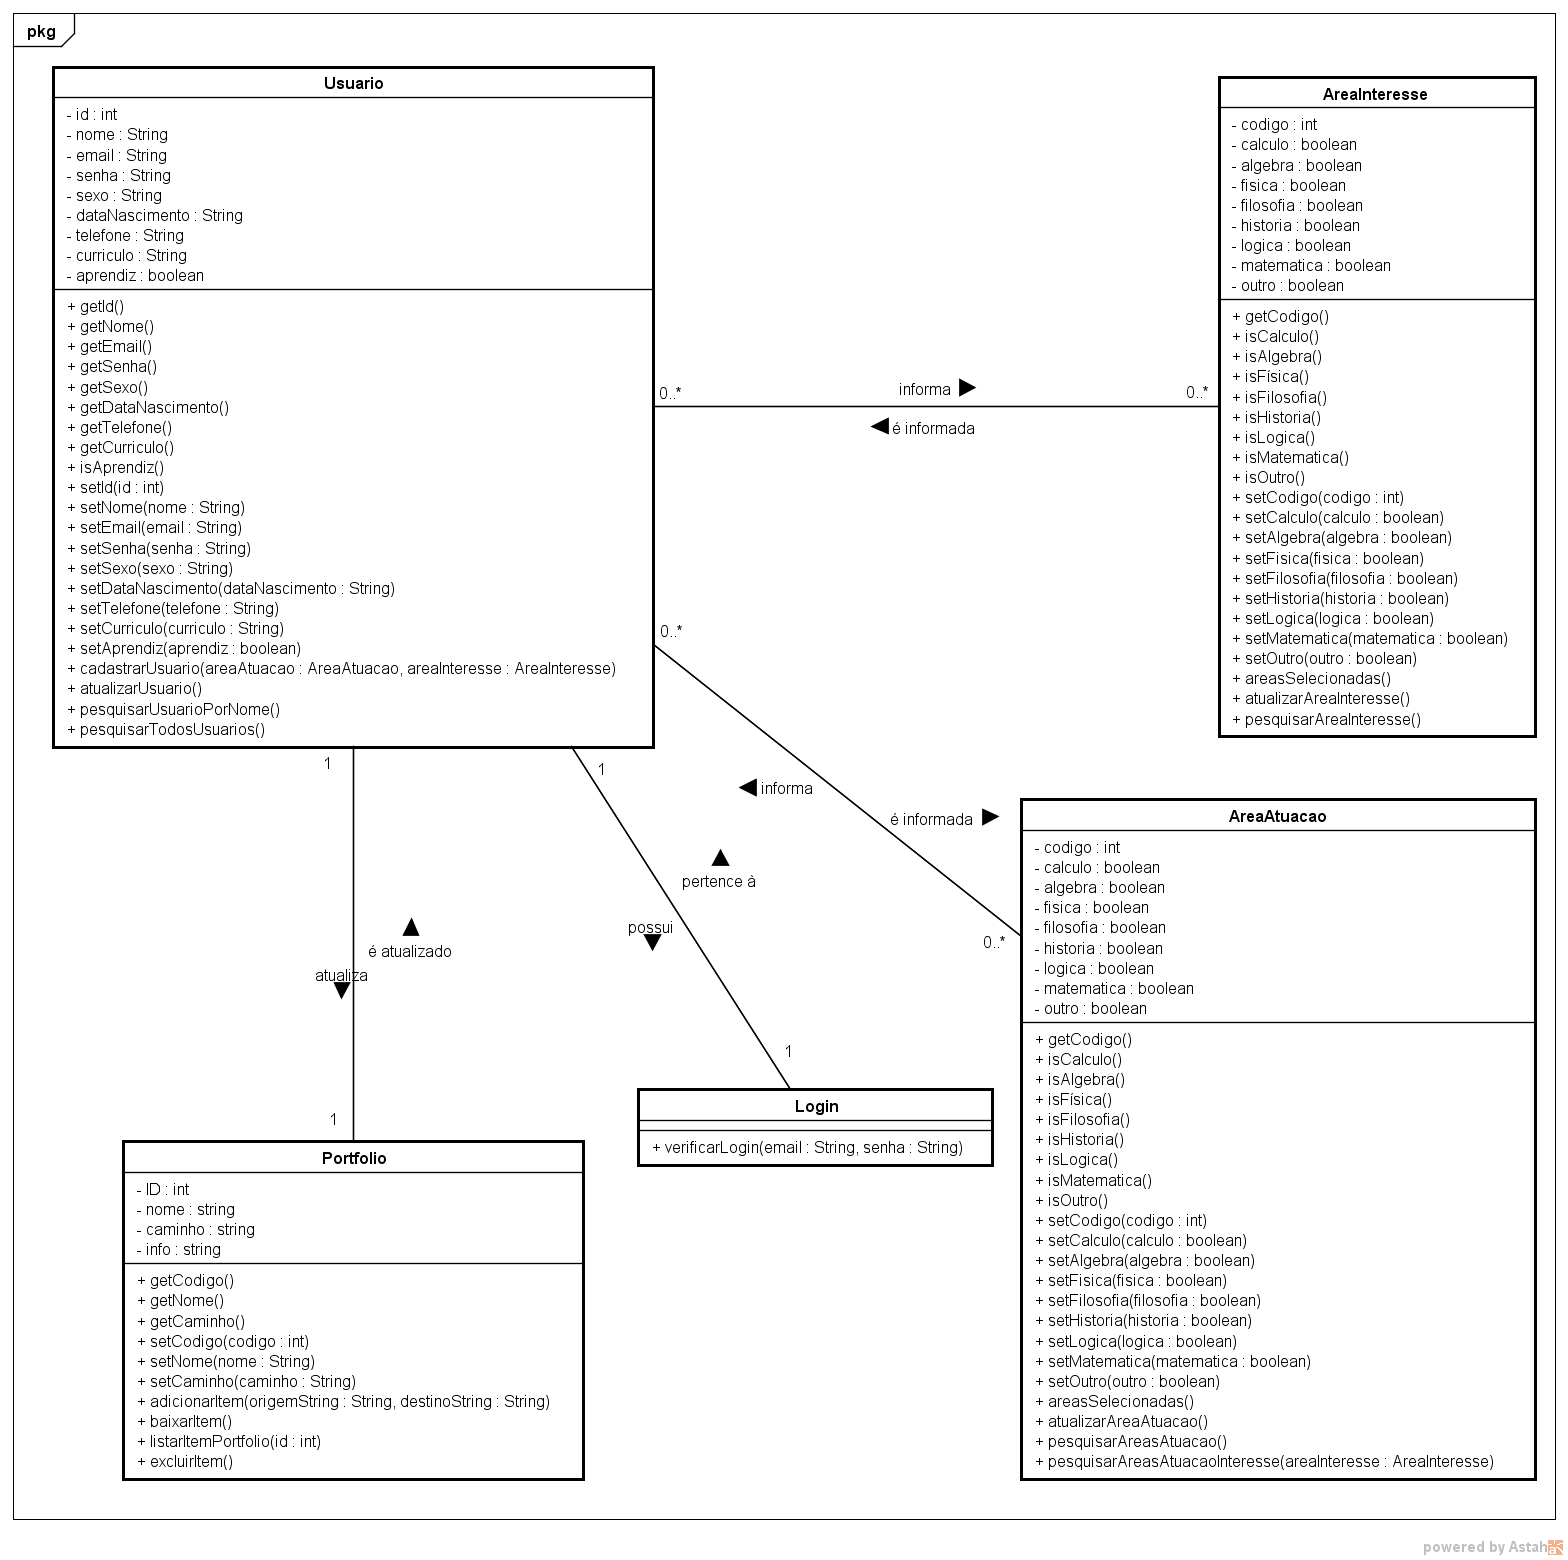 pkg
Usuario
- id : int
- nome : String
- email : String
- senha : String
- sexo : String
- dataNascimento : String
- telefone : String
- curriculo : String
- aprendiz : boolean
+ getId()
+ getNome()
+ getEmail()
+ getSenha()
+ getSexo()
+ getDataNascimento()
+ getTelefone()
+ getCurriculo()
+ isAprendiz()
+ setId(id : int)
+ setNome(nome : String)
+ setEmail(email : String)
+ setSenha(senha : String)
+ setSexo(sexo : String)
+ setDataNascimento(dataNascimento : String)
+ setTelefone(telefone : String)
+ setCurriculo(curriculo : String)
+ setAprendiz(aprendiz : boolean)
+ cadastrarUsuario(areaAtuacao : AreaAtuacao, areaInteresse : AreaInteresse)
+ atualizarUsuario()
+ pesquisarUsuarioPorNome()
+ pesquisarTodosUsuarios()
0..*
informa
0..*
é informada
AreaInteresse
- codigo : int
- calculo : boolean
- algebra : boolean
- fisica : boolean
- filosofia : boolean
- historia : boolean
- logica : boolean
- matematica : boolean
- outro : boolean
+ getCodigo()
+ isCalculo()
+ isAlgebra()
+ isFísica()
+ isFilosofia()
+ isHistoria()
+ isLogica()
+ isMatematica()
+ isOutro()
+ setCodigo(codigo : int)
+ setCalculo(calculo : boolean)
+ setAlgebra(algebra : boolean)
+ setFisica(fisica : boolean)
+ setFilosofia(filosofia : boolean)
+ setHistoria(historia : boolean)
+ setLogica(logica : boolean)
+ setMatematica(matematica : boolean)
+ setOutro(outro : boolean)
+ areasSelecionadas()
+ atualizarAreaInteresse()
+ pesquisarAreaInteresse()
0..*
informa
é informada
0..*
1
1
pertence à
possui
1
é atualizado
atualiza
1
AreaAtuacao
- codigo : int
- calculo : boolean
- algebra : boolean
- fisica : boolean
- filosofia : boolean
- historia : boolean
- logica : boolean
- matematica : boolean
- outro : boolean
+ getCodigo()
+ isCalculo()
+ isAlgebra()
+ isFísica()
+ isFilosofia()
+ isHistoria()
+ isLogica()
+ isMatematica()
+ isOutro()
+ setCodigo(codigo : int)
+ setCalculo(calculo : boolean)
+ setAlgebra(algebra : boolean)
+ setFisica(fisica : boolean)
+ setFilosofia(filosofia : boolean)
+ setHistoria(historia : boolean)
+ setLogica(logica : boolean)
+ setMatematica(matematica : boolean)
+ setOutro(outro : boolean)
+ areasSelecionadas()
+ atualizarAreaAtuacao()
+ pesquisarAreasAtuacao()
+ pesquisarAreasAtuacaoInteresse(areaInteresse : AreaInteresse)
Login
+ verificarLogin(email : String, senha : String)
Portfolio
- ID : int
- nome : string
- caminho : string
- info : string
+ getCodigo()
+ getNome()
+ getCaminho()
+ setCodigo(codigo : int)
+ setNome(nome : String)
+ setCaminho(caminho : String)
+ adicionarItem(origemString : String, destinoString : String)
+ baixarItem()
+ listarItemPortfolio(id : int)
+ excluirItem()
powered by Astah